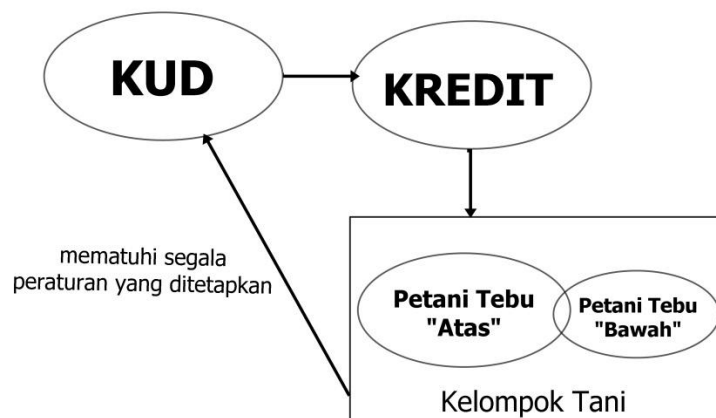 KUD
KREDIT
mematuhi segala
peraturan yang ditetapkan
Petani Tebu
"Atas"
Petani Tebu
"Bawah"
Kelompok Tani